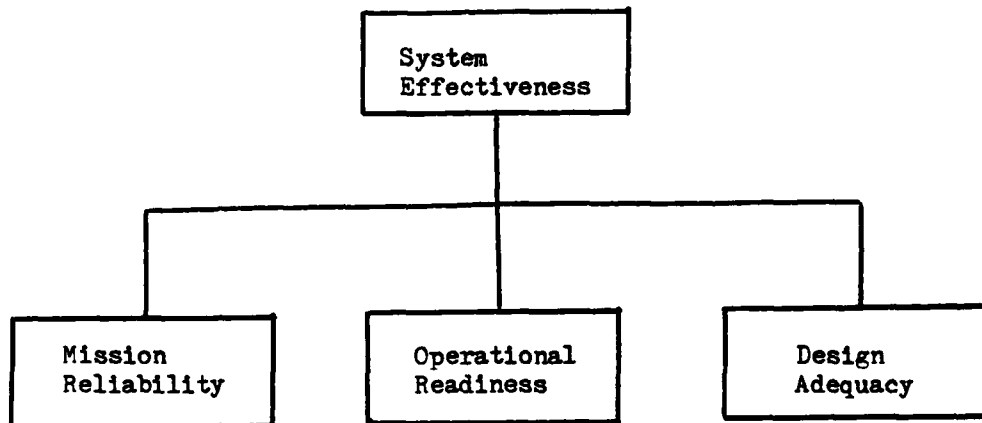 System
Effectiveness
Mission
Reliability
Operational
Readiness
Design
Adequacy